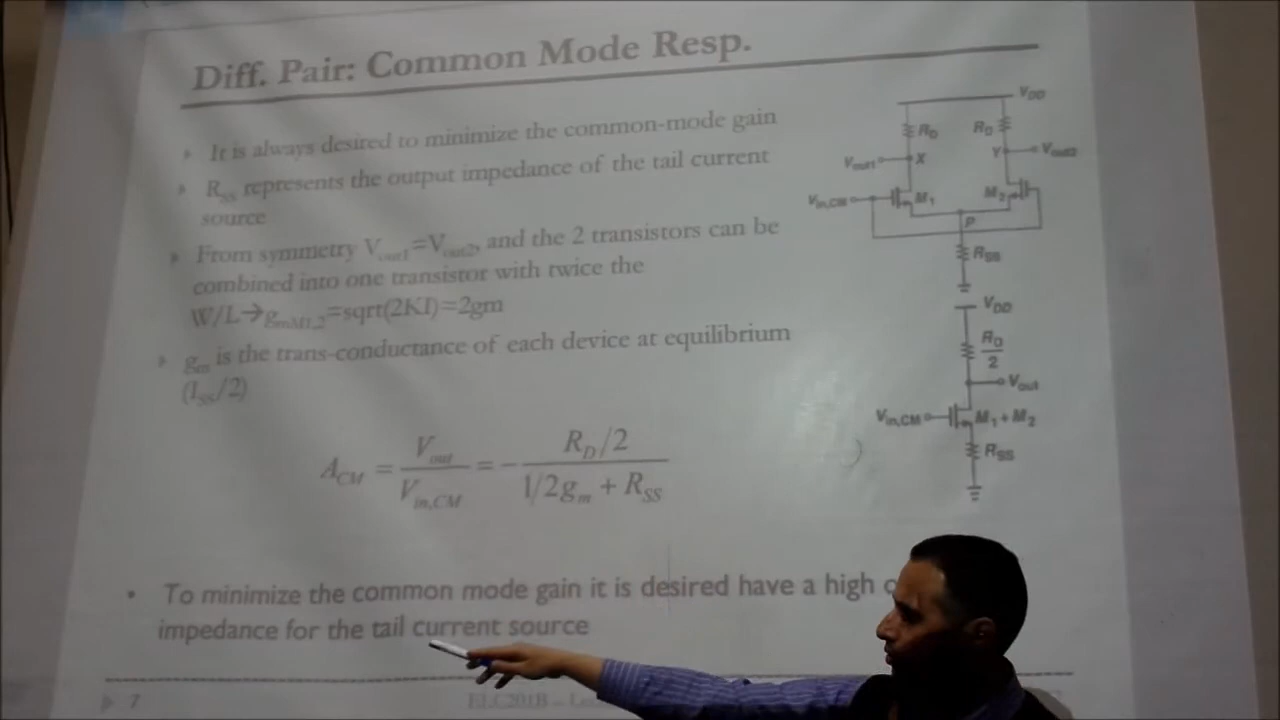 Diff. Pair: Common Mode Resp.
It is always desired to minimize the common-mode gain
R_SS represents the output impedance of the tail current
source
From symmetry V_out1=V_out2, and the 2 transistors can be
combined into one transistor with twice the
W/L→g_mM1,2=sqrt(2KI)=2gm
g_m is the trans-conductance of each device at equilibrium
(I_SS/2)
A_CM = V_out / V_in,CM = - (R_D/2) / (1/2g_m + R_SS)
To minimize the common mode gain it is desired have a high
impedance for the tail current source
7
ELC201B –
V_DD
R_D R_D
V_out1 X Y V_out2
V_in,CM M_1 M_2
P
R_SS
V_DD
R_D
2
V_out
V_in,CM M_1 + M_2
R_SS